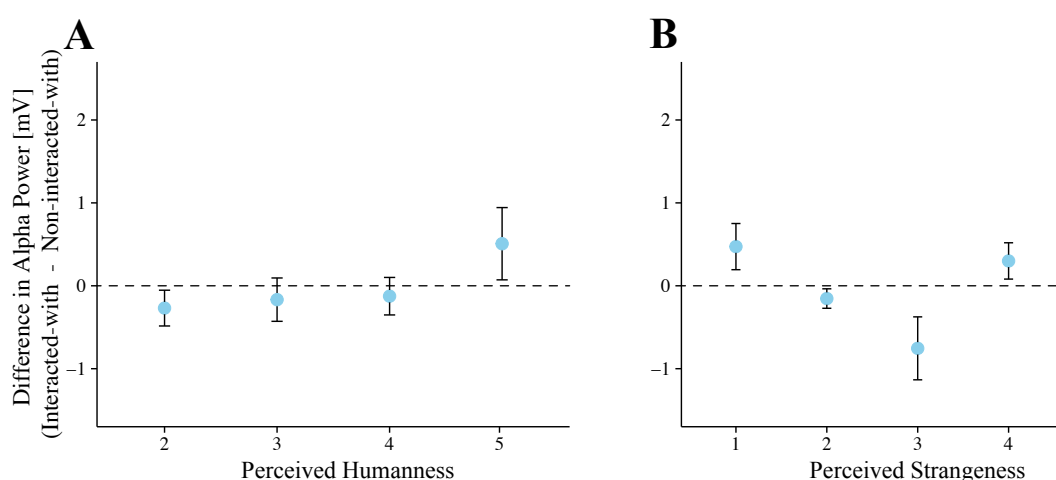 A
Difference in Alpha Power [mV]
(Interacted-with - Non-interacted-with)
2
1
0
−1
2 3 4 5
Perceived Humanness
B
2
1
0
−1
1 2 3 4
Perceived Strangeness